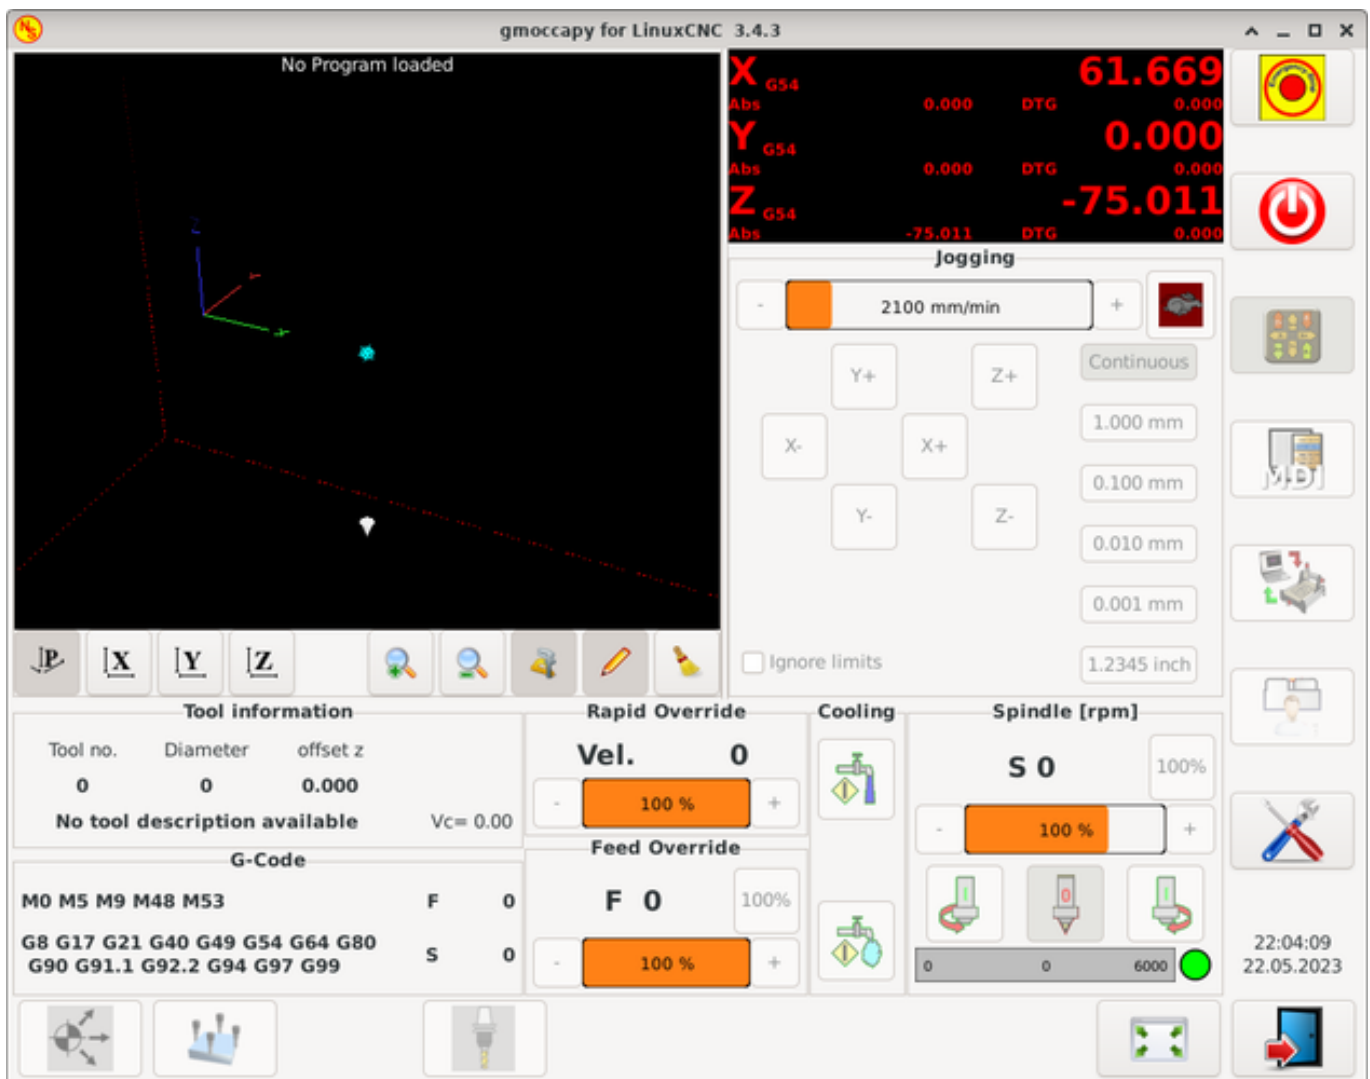 gmoccapy for LinuxCNC 3.4.3
No Program loaded
X G54 61.669
Abs 0.000 DTG 0.000
Y G54 0.000
Abs 0.000 DTG 0.000
Z G54 -75.011
Abs -75.011 DTG 0.000
Emergency Stop
Z
Y
X
Jogging
- 2100 mm/min +
Y+ Z+ Continuous
1.000 mm
X- X+
0.100 mm
Y- Z-
0.010 mm
0.001 mm
Ignore limits 1.2345 inch
MDI
P X Y Z
Tool information
Tool no. Diameter offset z
0 0 0.000
No tool description available Vc= 0.00
G-Code
M0 M5 M9 M48 M53 F 0
G8 G17 G21 G40 G49 G54 G64 G80
G90 G91.1 G92.2 G94 G97 G99
S 0
Rapid Override
Vel. 0
- 100 % +
Feed Override
F 0 100%
- 100 % +
Cooling
Spindle [rpm]
S 0 100%
- 100 % +
I 0 I
0 0 6000
22:04:09
22.05.2023